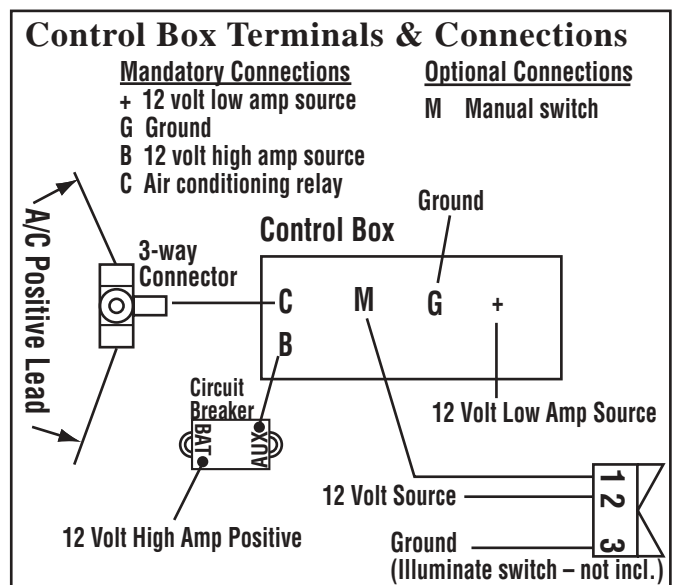 Control Box Terminals & Connections
Mandatory Connections
+ 12 volt low amp source
G Ground
B 12 volt high amp source
C Air conditioning relay
Optional Connections
M Manual switch
Ground
Control Box
3-way
Connector
A/C Positive Lead
C M G +
B
Circuit
Breaker
BAT AUX
12 Volt Low Amp Source
12 Volt High Amp Positive
12 Volt Source
1
2
3
Ground
(Illuminate switch – not incl.)